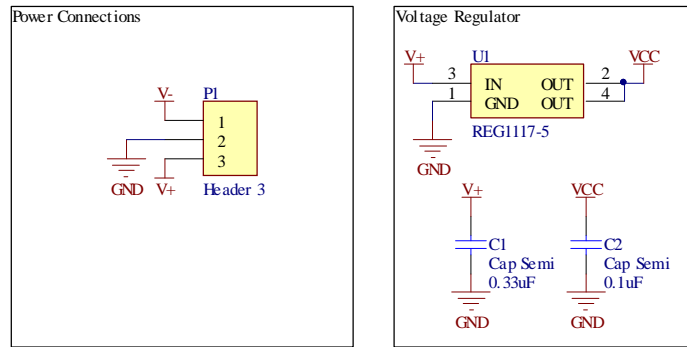 Power Connections
V-
P1
1
2
3
GND
V+
Header 3
Voltage Regulator
V+
U1
VCC
3
IN
OUT
2
1
GND
OUT
4
REG1117-5
GND
V+
VCC
C1
Cap Semi
0.33uF
C2
Cap Semi
0.1uF
GND
GND